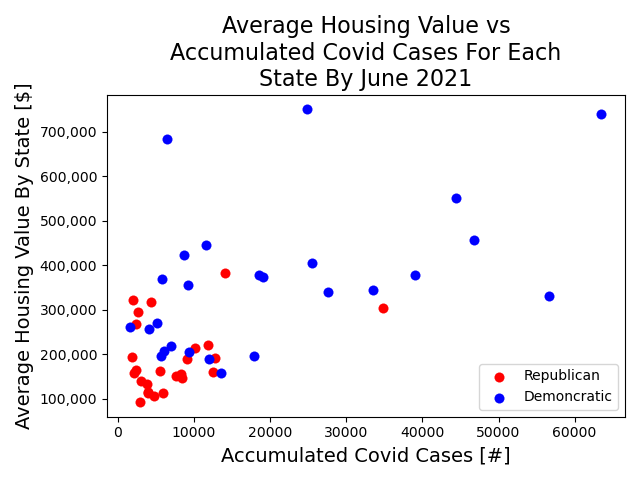 Average Housing Value vs
Accumulated Covid Cases For Each
State By June 2021
Average Housing Value By State [$]
700,000
600,000
500,000
400,000
300,000
200,000
100,000
Republican
Demoncratic
0 10000 20000 30000 40000 50000 60000
Accumulated Covid Cases [#]